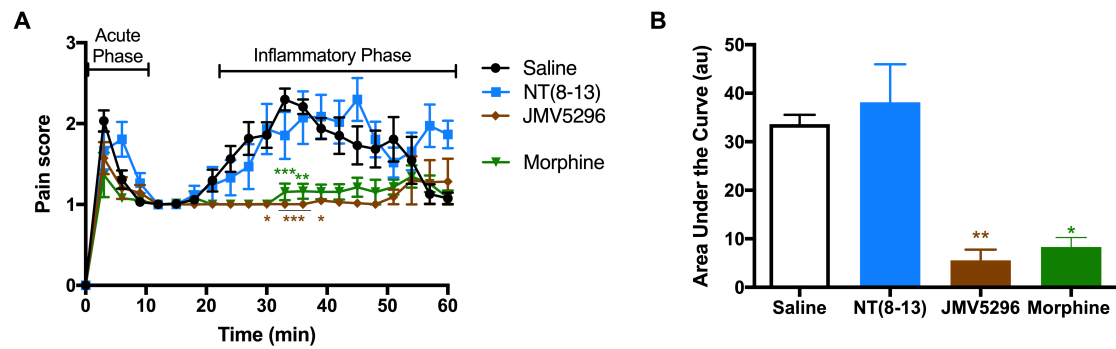 A
Acute
Phase
Inflammatory Phase
3
2
1
0
Pain score
***
**
*
***
*
0
10
20
30
40
50
60
Time (min)
Saline
NT(8-13)
JMV5296
Morphine
B
50
40
30
20
10
0
Area Under the Curve (au)
**
*
Saline
NT(8-13)
JMV5296
Morphine